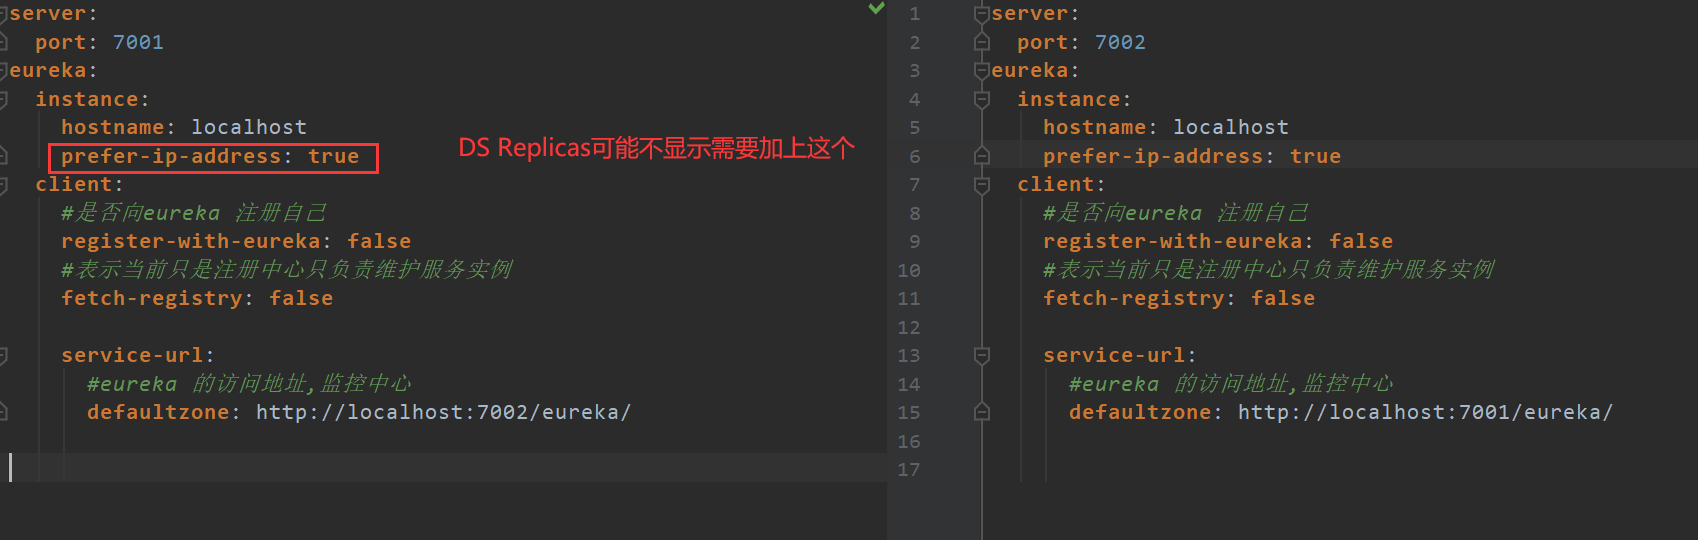 server:
port: 7001
eureka:
instance:
hostname: localhost
prefer-ip-address: true
DS Replicas可能不显示需要加上这个
client:
#是否向eureka 注册自己
register-with-eureka: false
#表示当前只是注册中心只负责维护服务实例
fetch-registry: false
service-url:
#eureka 的访问地址,监控中心
defaultzone: http://localhost:7002/eureka/
1 server:
2 port: 7002
3 eureka:
4 instance:
5 hostname: localhost
6 prefer-ip-address: true
7 client:
8 #是否向eureka 注册自己
9 register-with-eureka: false
10 #表示当前只是注册中心只负责维护服务实例
11 fetch-registry: false
12
13 service-url:
14 #eureka 的访问地址,监控中心
15 defaultzone: http://localhost:7001/eureka/
16
17